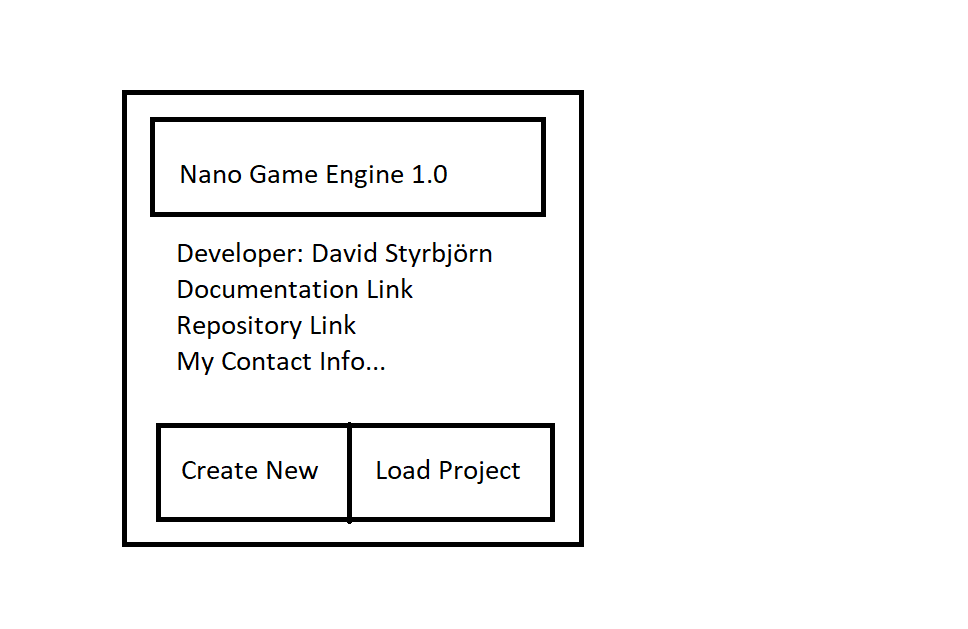 Nano Game Engine 1.0
Developer: David Styrbjörn
Documentation Link
Repository Link
My Contact Info...
Create New
Load Project